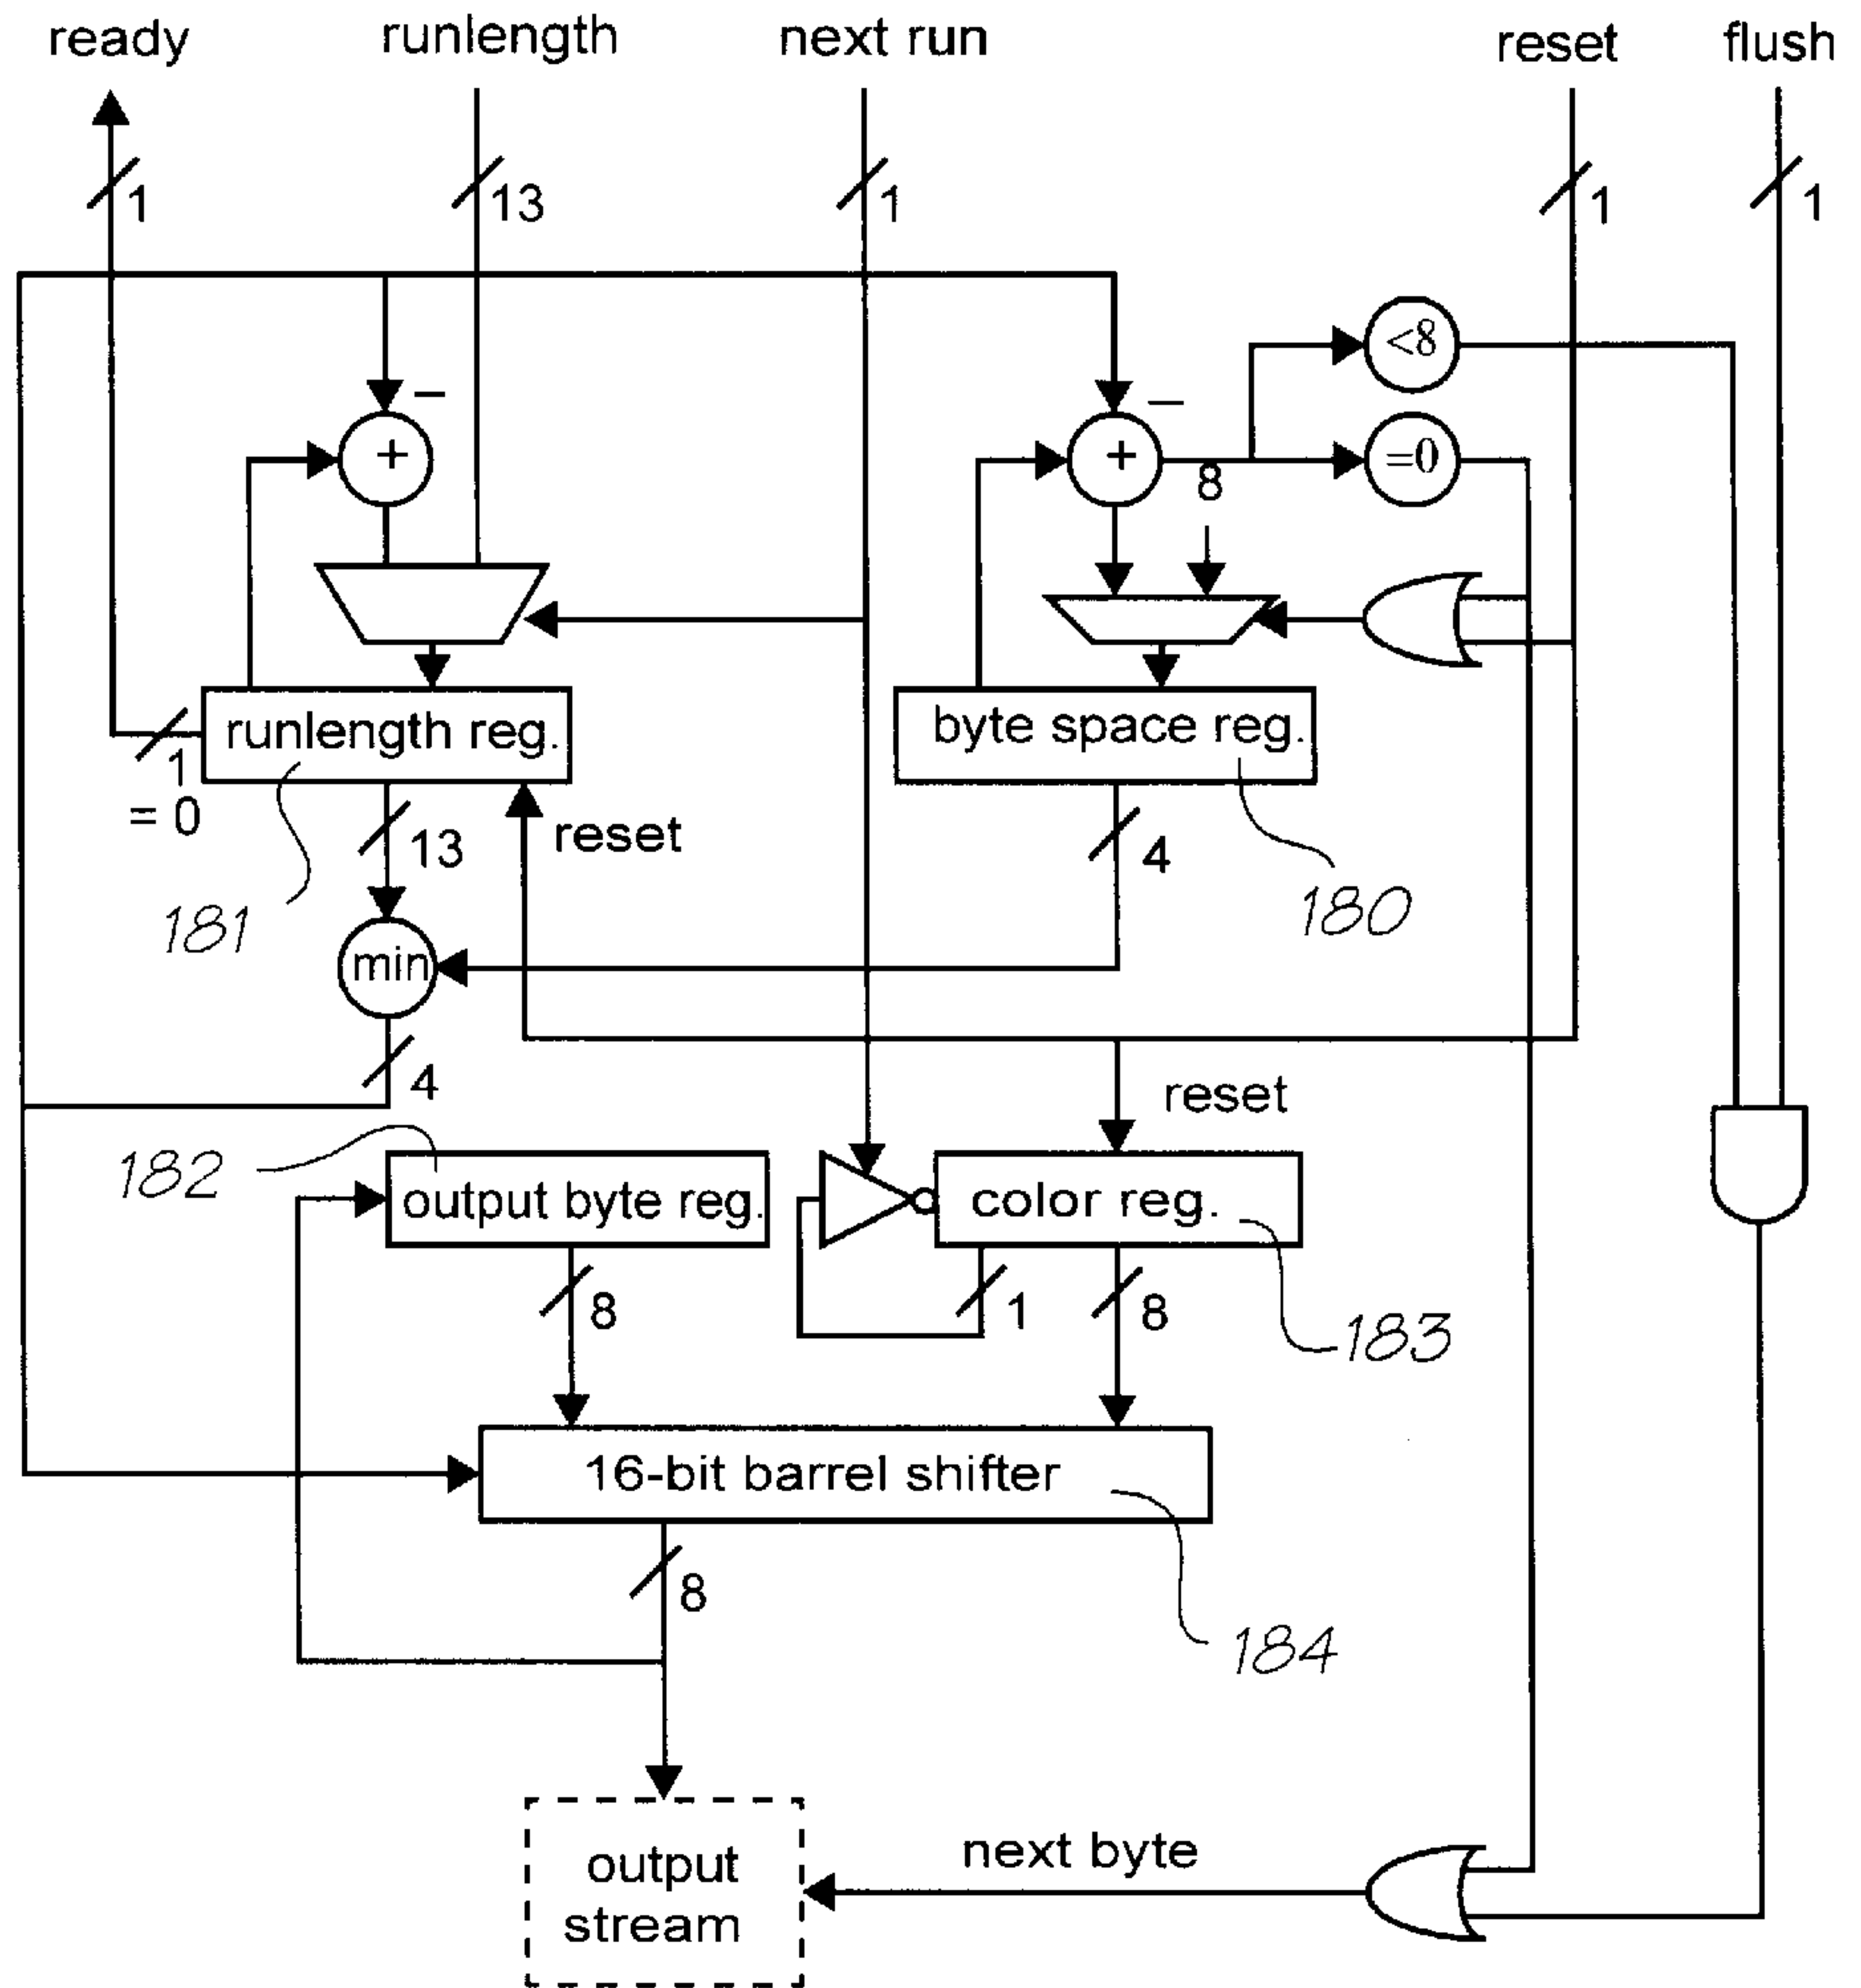 ready
runlength
next run
reset
flush
1
13
1
1
1
<8
–
–
+
+
=0
8
runlength reg.
byte space reg.
1
= 0
13
reset
4
181
180
min
4
reset
182
output byte reg.
color reg.
8
1
8
183
16-bit barrel shifter
8
184
next byte
output
stream